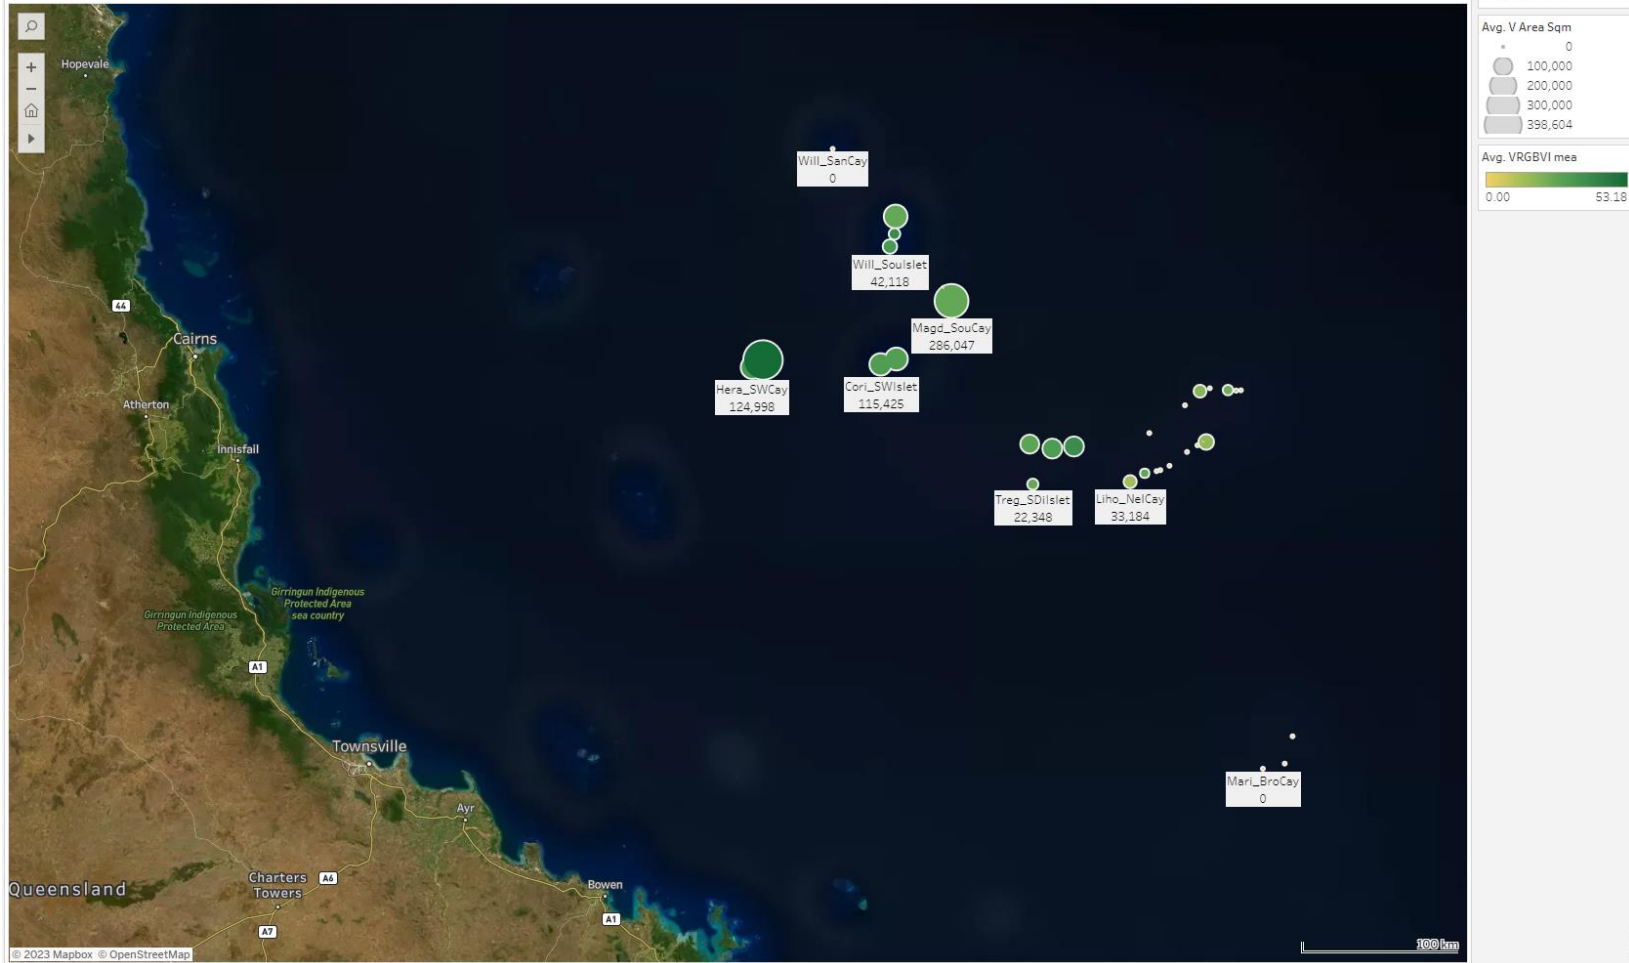 Hopevale
44
Cairns
Atherton
Innisfail
Girringun Indigenous
Protected Area
sea country
Girringun Indigenous
Protected Area
A1
Townsville
Ayr
Charters
Towers
A6
Queensland
A7
Bowen
A1
Will_SanCay
0
Will_SouIslet
42,118
Magd_SouCay
286,047
Hera_SWCay
124,998
Cori_SWIslet
115,425
Treg_SDiIslet
22,348
Liho_NelCay
33,184
Mari_BroCay
0
© 2023 Mapbox © OpenStreetMap
100 km
Avg. V Area Sqm
0
100,000
200,000
300,000
398,604
Avg. VRGBVI mea
0.00 53.18